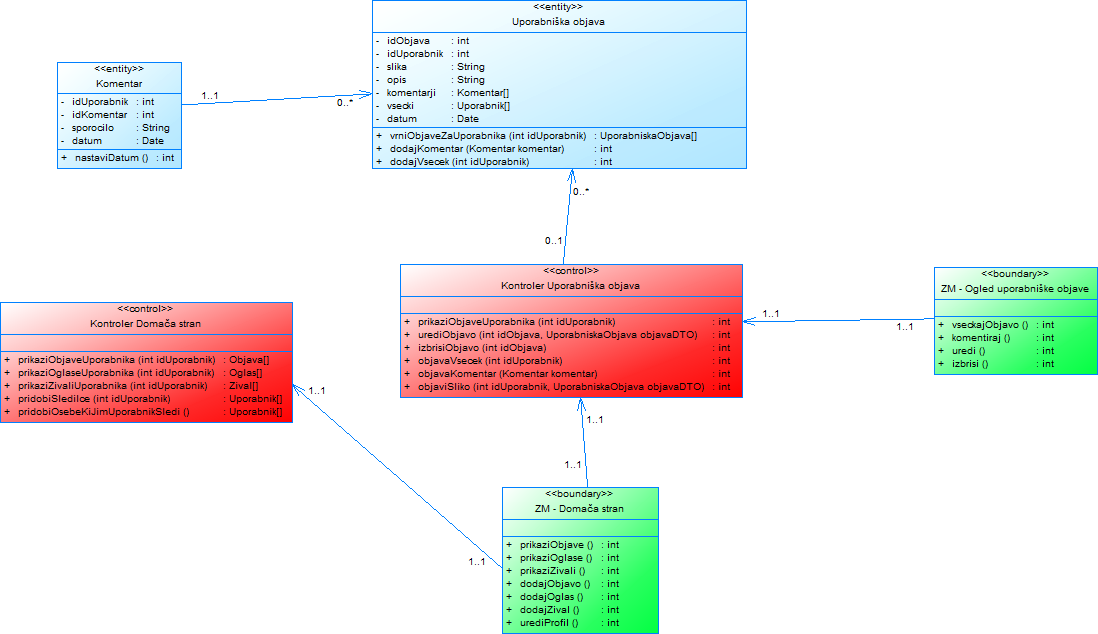 <<entity>>
Uporabniška objava
- idObjava : int
- idUporabnik : int
- slika : String
- opis : String
- komentarji : Komentar[]
- vsecki : Uporabnik[]
- datum : Date
+ vrniObjaveZaUporabnika (int idUporabnik) : UporabniskaObjava[]
+ dodajKomentar (Komentar komentar) : int
+ dodajVsecek (int idUporabnik) : int
<<entity>>
Komentar
- idUporabnik : int
- idKomentar : int
- sporocilo : String
- datum : Date
+ nastaviDatum () : int
1..1
0..*
0..*
0..1
<<control>>
Kontroler Uporabniška objava
+ prikaziObjaveUporabnika (int idUporabnik) : int
+ urediObjavo (int idObjava, UporabniskaObjava objavaDTO) : int
+ izbrisiObjavo (int idObjava) : int
+ objavaVsecek (int idUporabnik) : int
+ objavaKomentar (Komentar komentar) : int
+ objaviSliko (int idUporabnik, UporabniskaObjava objavaDTO) : int
<<boundary>>
ZM - Ogled uporabniške objave
+ vseckajObjavo () : int
+ komentiraj () : int
+ uredi () : int
+ izbrisi () : int
1..1
1..1
<<control>>
Kontroler Domača stran
+ prikaziObjaveUporabnika (int idUporabnik) : Objava[]
+ prikaziOglaseUporabnika (int idUporabnik) : Oglas[]
+ prikaziZivaliUporabnika (int idUporabnik) : Zival[]
+ pridobiSledilce (int idUporabnik) : Uporabnik[]
+ pridobiOsebeKiJimUporabnikSledi () : Uporabnik[]
1..1
1..1
1..1
1..1
<<boundary>>
ZM - Domača stran
+ prikaziObjave () : int
+ prikaziOglase () : int
+ prikaziZivali () : int
+ dodajObjavo () : int
+ dodajOglas () : int
+ dodajZival () : int
+ urediProfil () : int